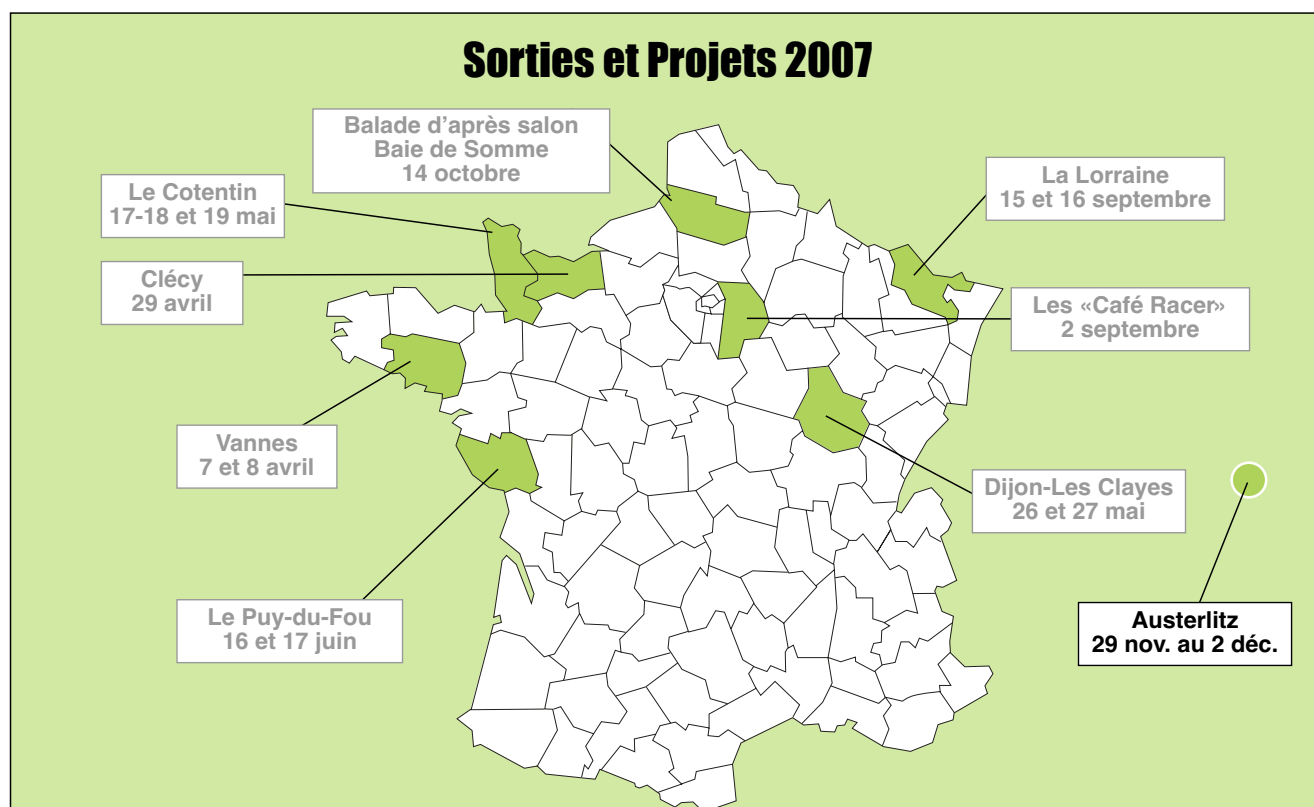 Sorties et Projets 2007
Balade d'après salon
Baie de Somme
14 octobre
La Lorraine
15 et 16 septembre
Le Cotentin
17-18 et 19 mai
Clécy
29 avril
Les «Café Racer»
2 septembre
Vannes
7 et 8 avril
Dijon-Les Clayes
26 et 27 mai
Le Puy-du-Fou
16 et 17 juin
Austerlitz
29 nov. au 2 déc.